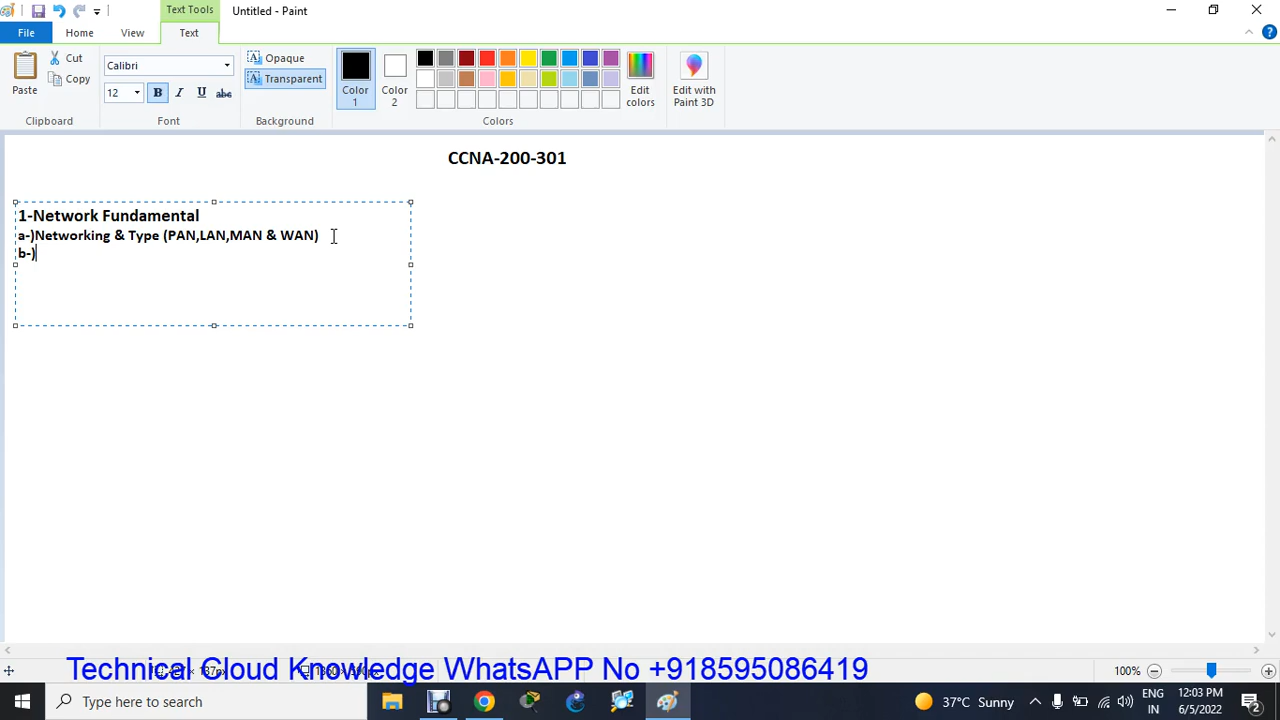 Text Tools
Untitled - Paint
File
Home
View
Text
Paste
Cut
Copy
Clipboard
Calibri
12
B
I
U
abc
Font
Opaque
Transparent
Background
Color 1
Color 2
Edit colors
Colors
Edit with Paint 3D
CCNA-200-301
1-Network Fundamental
a-)Networking & Type (PAN,LAN,MAN & WAN)
b-)
Technical Cloud Knowledge WhatsAPP No +918595086419
100%
Type here to search
37°C Sunny
ENG
IN
12:03 PM
6/5/2022
2